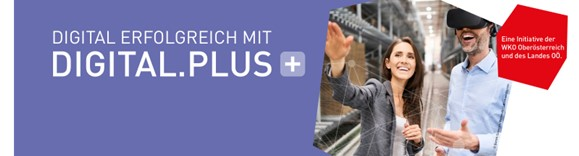 DIGITAL ERFOLGREICH MIT
DIGITAL.PLUS +
Eine Initiative der
WKO Oberösterreich
und des Landes OÖ.